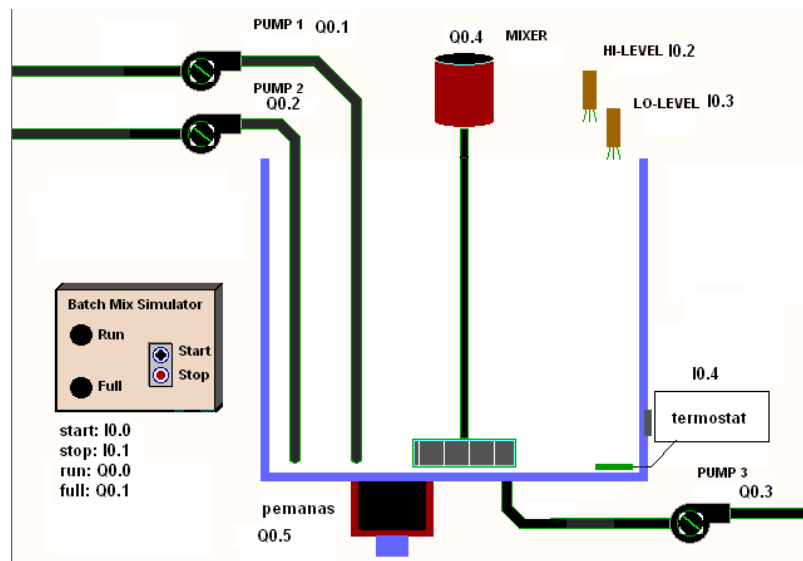 PUMP 1 Q0.1
Q0.4 MIXER
HI-LEVEL I0.2
PUMP 2
Q0.2
LO-LEVEL I0.3
Batch Mix Simulator
Run
Start
Stop
Full
start: I0.0
stop: I0.1
run: Q0.0
full: Q0.1
I0.4
termostat
PUMP 3
Q0.3
pemanas
Q0.5